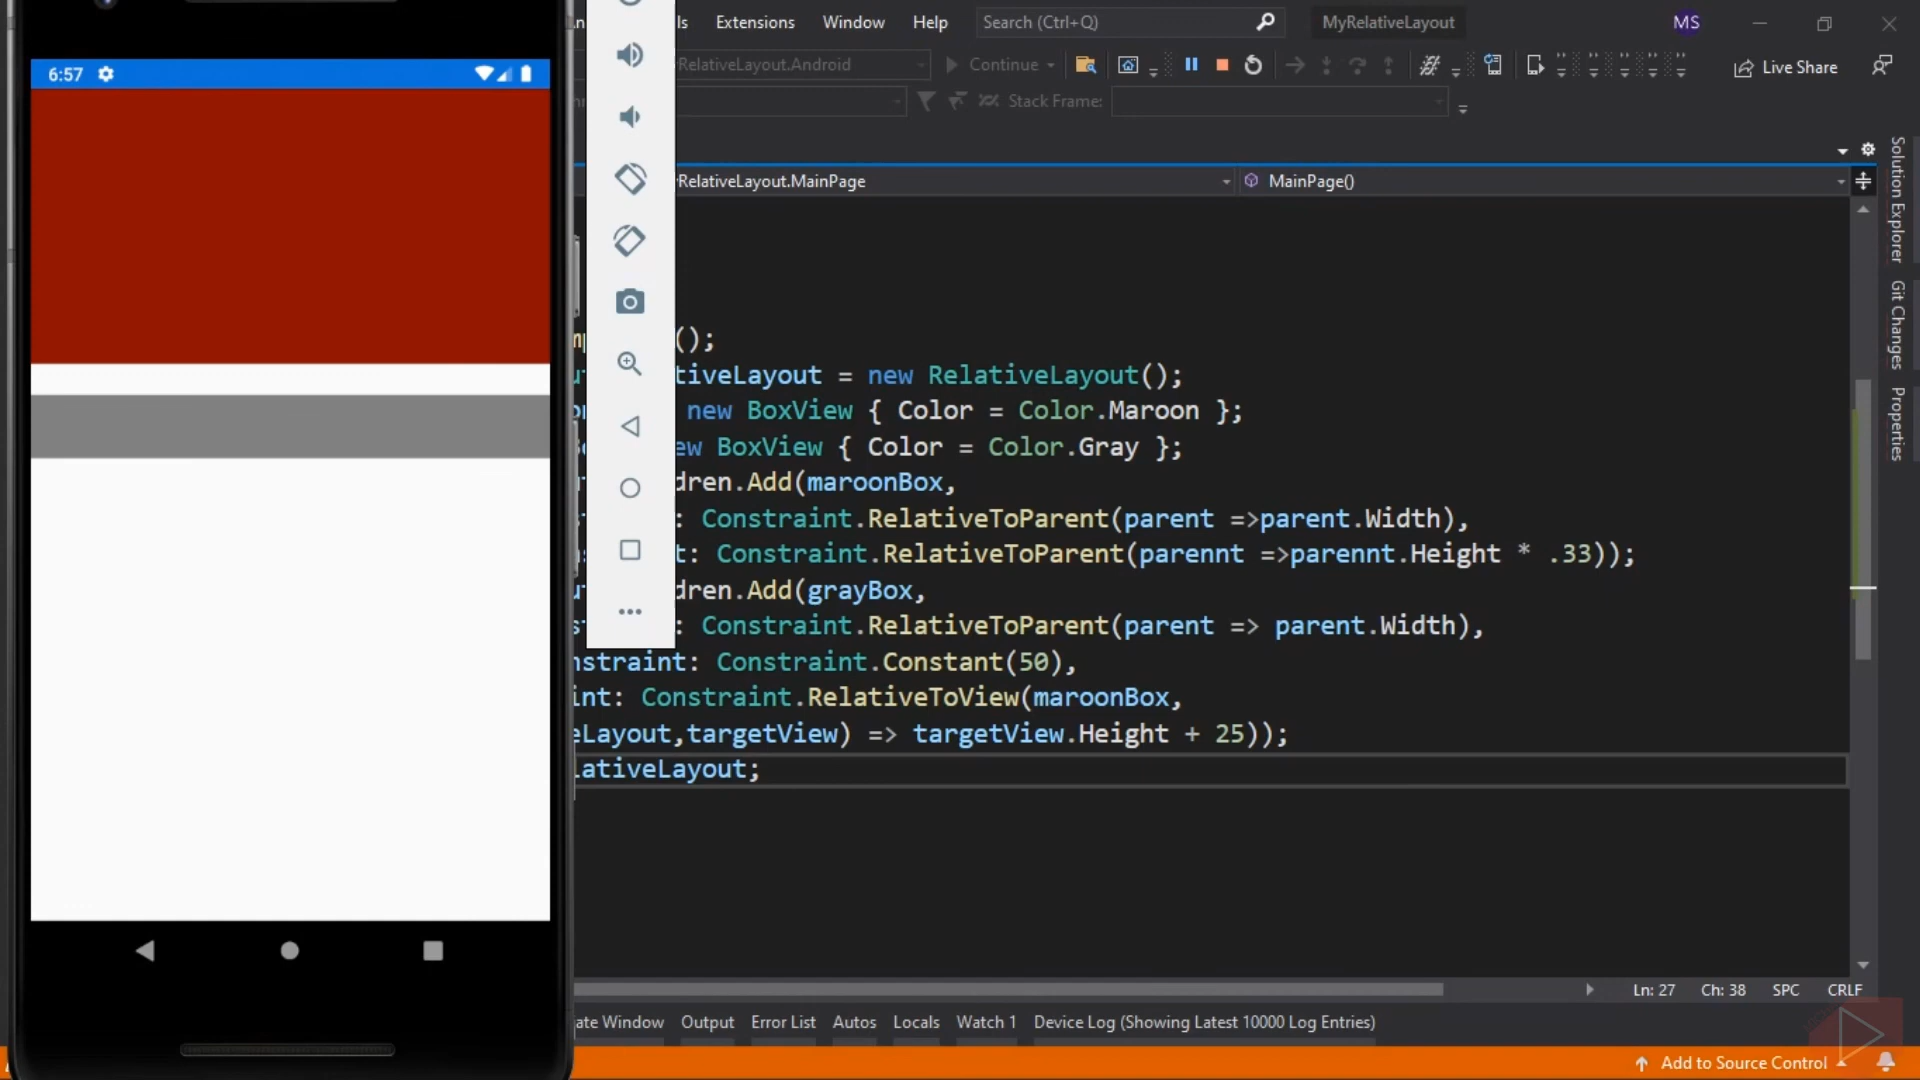 6:57
Extensions Window Help Search (Ctrl+Q) MyRelativeLayout MS
RelativeLayout.Android Continue Live Share
Stack Frame:
RelativeLayout.MainPage MainPage()
Solution Explorer
Git Changes
Properties
();
tiveLayout = new RelativeLayout();
new BoxView { Color = Color.Maroon };
ew BoxView { Color = Color.Gray };
dren.Add(maroonBox,
: Constraint.RelativeToParent(parent =>parent.Width),
t: Constraint.RelativeToParent(parennt =>parennt.Height * .33));
dren.Add(grayBox,
: Constraint.RelativeToParent(parent => parent.Width),
nstraint: Constraint.Constant(50),
int: Constraint.RelativeToView(maroonBox,
eLayout,targetView) => targetView.Height + 25));
lativeLayout;
Ln: 27 Ch: 38 SPC CRLF
ate Window Output Error List Autos Locals Watch 1 Device Log (Showing Latest 10000 Log Entries)
Add to Source Control